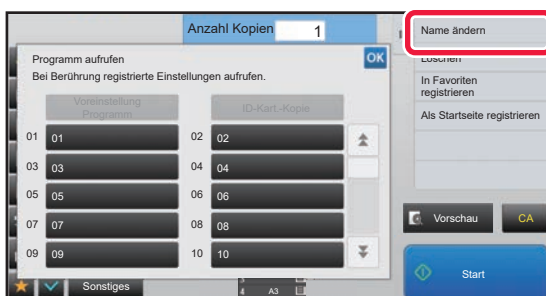 Anzahl Kopien 1
Programm aufrufen
OK
Bei Berührung registrierte Einstellungen aufrufen.
Voreinstellung
Programm
ID-Kart.-Kopie
01 01
02 02
03 03
04 04
05 05
06 06
07 07
08 08
09 09
10 10
Sonstiges
4 A3
Name ändern
Löschen
In Favoriten
registrieren
Als Startseite registrieren
Vorschau
CA
Start